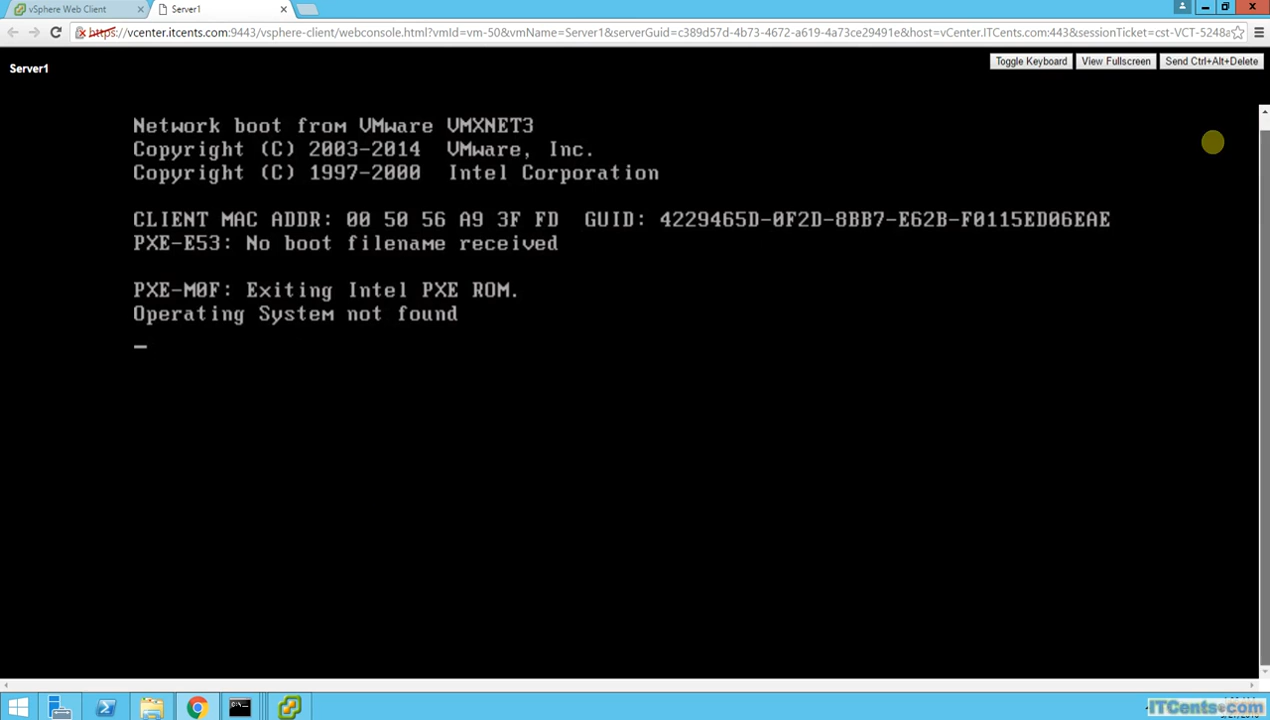 vSphere Web Client
Server1
https://vcenter.itcents.com:9443/vsphere-client/webconsole.html?vmId=vm-50&vmName=Server1&serverGuid=c389d57d-4b73-4672-a619-4a73ce29491e&host=vCenter.ITCents.com:443&sessionTicket=cst-VCT-5248a
Server1
Toggle Keyboard
View Fullscreen
Send Ctrl+Alt+Delete
Network boot from VMware VMXNET3
Copyright (C) 2003-2014  VMware, Inc.
Copyright (C) 1997-2000  Intel Corporation
CLIENT MAC ADDR: 00 50 56 A9 3F FD  GUID: 4229465D-0F2D-8BB7-E62B-F0115ED06EAE
PXE-E53: No boot filename received
PXE-M0F: Exiting Intel PXE ROM.
Operating System not found
ITCents.com